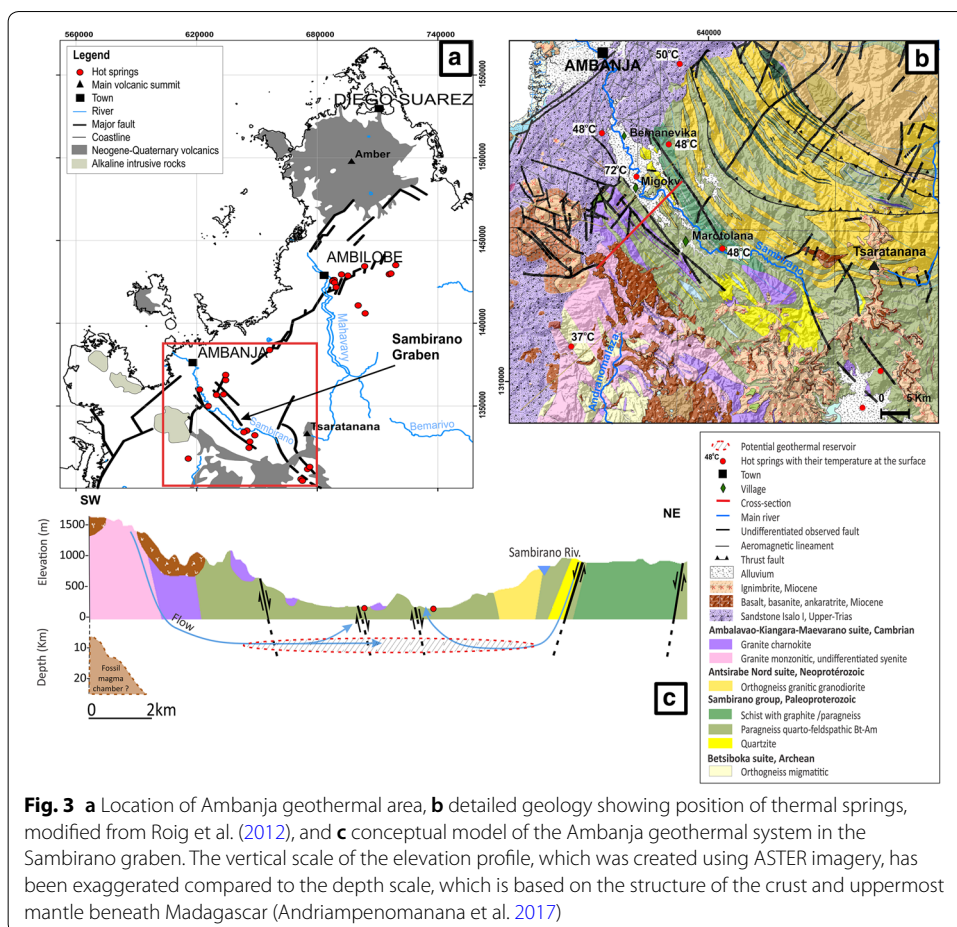 560000
620000
680000
740000
Legend
Hot springs
Main volcanic summit
Town
River
Major fault
Coastline
Neogene-Quaternary volcanics
Alkaline intrusive rocks
a
1550000
1500000
1450000
1400000
1350000
DIEGO SUAREZ
Amber
AMBILOBE
Mahavavy
Sambirano
Graben
AMBANJA
Sambirano
Tsaratanana
Bemarivo
640000
b
AMBANJA
50°C
48°C
Bemanevika
48°C
72°C
Migoky
Marotolana
48°C
Sambirano
Tsaratanana
37°C
1310000
0 5 Km
Potential geothermal reservoir
48°C
Hot springs with their temperature at the surface
Town
Village
Cross-section
Main river
Undifferentiated observed fault
Aeromagnetic lineament
Thrust fault
Alluvium
Ignimbrite, Miocene
Basalt, basanite, ankaratrite, Miocene
Sandstone Isalo I, Upper-Trias
Ambalavao-Kiangara-Maevarano suite, Cambrian
Granite charnokite
Granite monzonitic, undifferentiated syenite
Antsirabe Nord suite, Neoprotérozoic
Orthogneiss granitic granodiorite
Sambirano group, Paleoproterozoic
Schist with graphite /paragneiss
Paragneiss quarto-feldspathic Bt-Am
Quartzite
Betsiboka suite, Archean
Orthogneiss migmatitic
SW
NE
Elevation (m)
1500
1000
500
0
Sambirano Riv.
Flow
Depth (Km)
10
20
Fossil
magma
chamber ?
0 2km
c
Fig. 3 a Location of Ambanja geothermal area, b detailed geology showing position of thermal springs,
modified from Roig et al. (2012), and c conceptual model of the Ambanja geothermal system in the
Sambirano graben. The vertical scale of the elevation profile, which was created using ASTER imagery, has
been exaggerated compared to the depth scale, which is based on the structure of the crust and uppermost
mantle beneath Madagascar (Andriampenomanana et al. 2017)